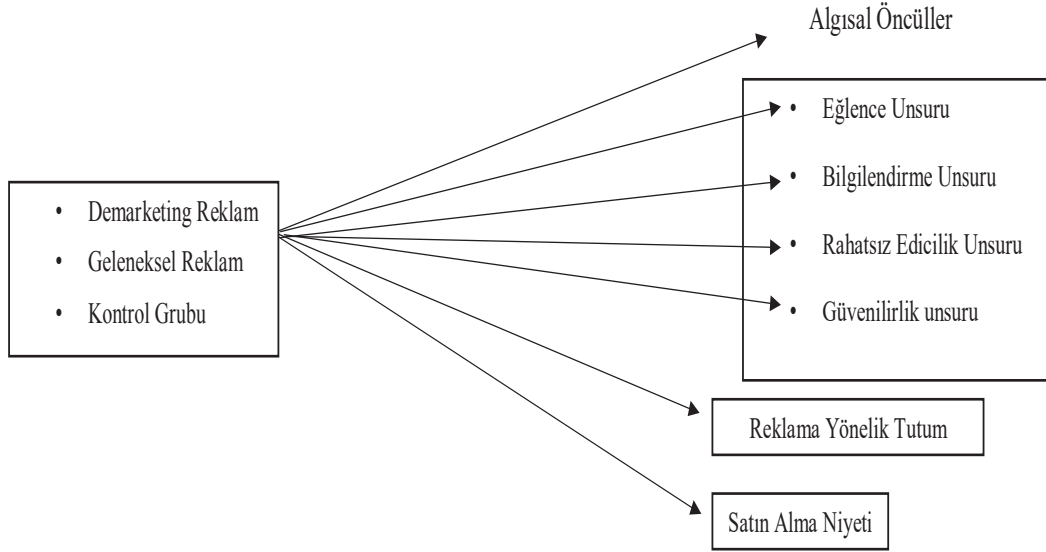 Algısal Öncüller
• Eğlence Unsuru
• Bilgilendirme Unsuru
• Rahatsız Edicilik Unsuru
• Güvenilirlik unsuru
• Demarketing Reklam
• Geleneksel Reklam
• Kontrol Grubu
Reklama Yönelik Tutum
Satın Alma Niyeti